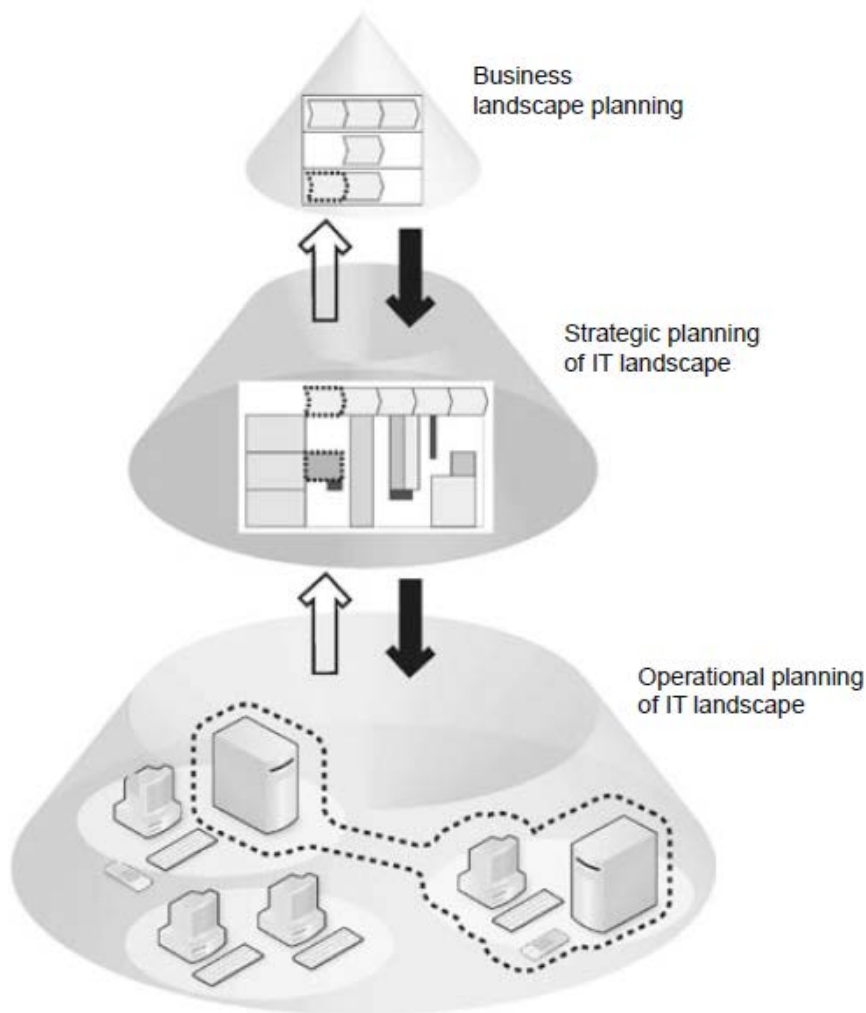 Business
landscape planning
Strategic planning
of IT landscape
Operational planning
of IT landscape